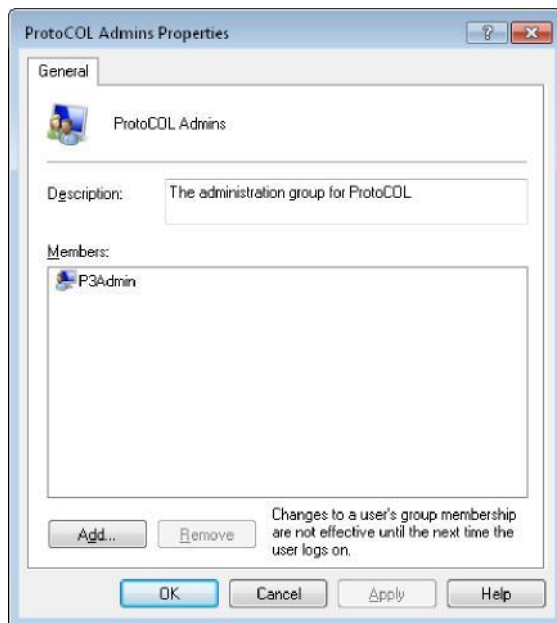 ProtoCOL Admins Properties
General
ProtoCOL Admins
Description:
The administration group for ProtoCOL
Members:
P3Admin
Add...
Remove
Changes to a user's group membership
are not effective until the next time the
user logs on.
OK
Cancel
Apply
Help